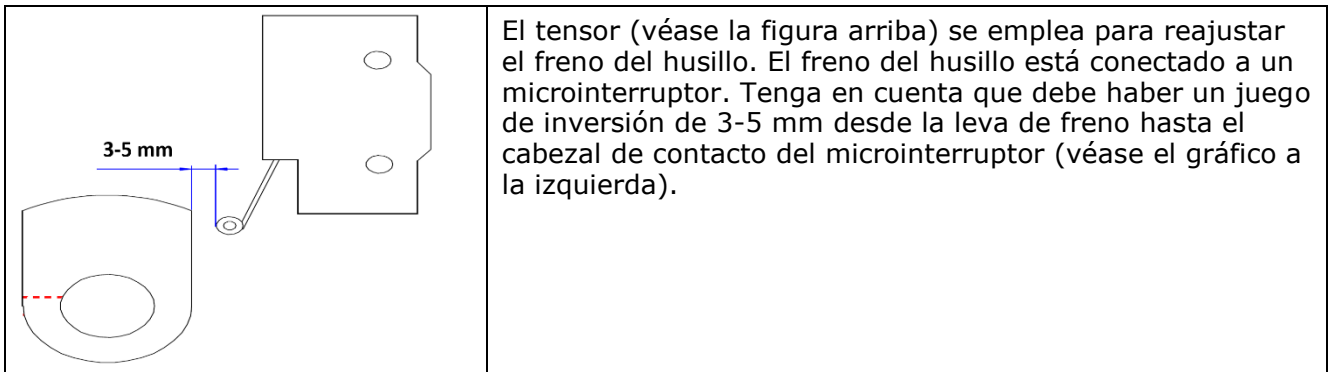 3-5 mm
El tensor (véase la figura arriba) se emplea para reajustar
el freno del husillo. El freno del husillo está conectado a un
microinterruptor. Tenga en cuenta que debe haber un juego
de inversión de 3-5 mm desde la leva de freno hasta el
cabezal de contacto del microinterruptor (véase el gráfico a
la izquierda).